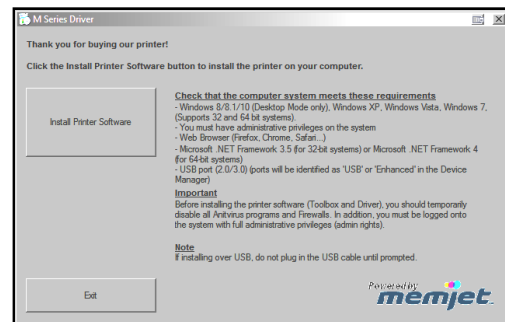 M Series Driver
Thank you for buying our printer!
Click the Install Printer Software button to install the printer on your computer.
Install Printer Software
Check that the computer system meets these requirements
- Windows 8/8.1/10 (Desktop Mode only), Windows XP, Windows Vista, Windows 7,
(Supports 32 and 64 bit systems).
- You must have administrative privileges on the system
- Web Browser (Firefox, Chrome, Safari...)
- Microsoft .NET Framework 3.5 (for 32-bit systems) or Microsoft .NET Framework 4
(for 64-bit systems)
- USB port (2.0/3.0) (ports will be identified as 'USB' or 'Enhanced' in the Device
Manager)
Important
Before installing the printer software (Toolbox and Driver), you should temporarily
disable all Anitvirus programs and Firewalls. In addition, you must be logged onto
the system with full administrative privileges (admin rights).
Note
If installing over USB, do not plug in the USB cable until prompted.
Exit
Powered by
memjet